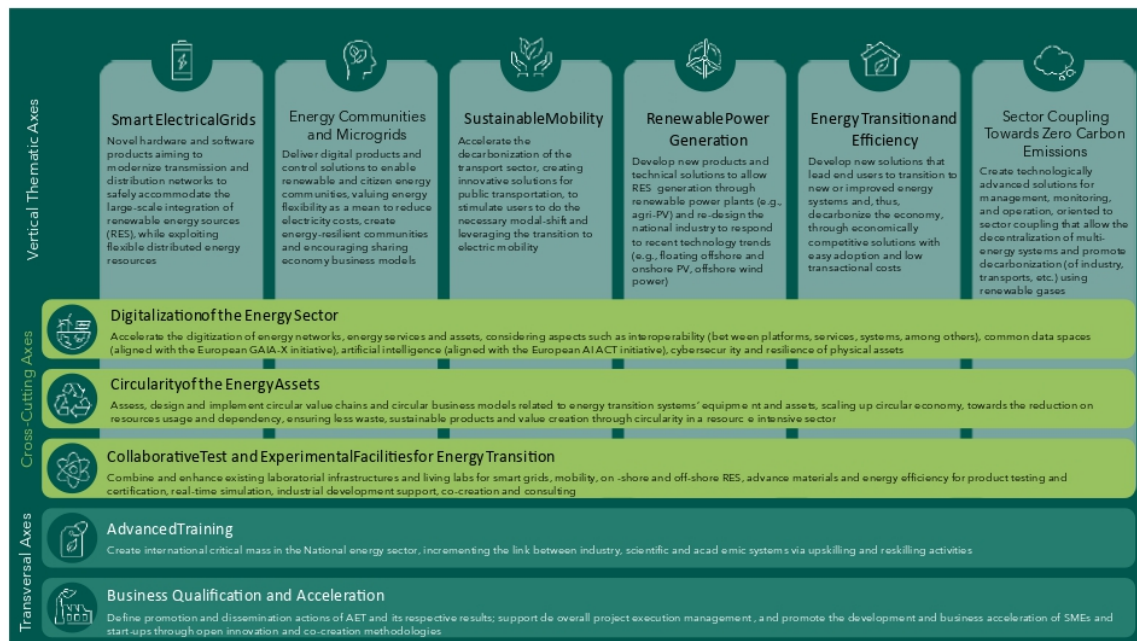 Vertical Thematic Axes
Smart Electrical Grids
Novel hardware and software
products aiming to
modernize transmission and
distribution networks to
safely accommodate the
large-scale integration of
renewable energy sources
(RES), while exploiting
flexible distributed energy
resources
Energy Communities
and Microgrids
Deliver digital products and
control solutions to enable
renewable and citizen energy
communities, valuing energy
flexibility as a mean to reduce
electricity costs, create
energy-resilient communities
and encouraging sharing
economy business models
Sustainable Mobility
Accelerate the
decarbonization of the
transport sector, creating
innovative solutions for
public transportation, to
stimulate users to do the
necessary modal-shift and
leveraging the transition to
electric mobility
Renewable Power
Generation
Develop new products and
technical solutions to allow
RES generation through
renewable power plants (e.g.,
agri-PV) and re-design the
national industry to respond
to recent technology trends
(e.g., floating offshore and
onshore PV, offshore wind
power)
Energy Transition and
Efficiency
Develop new solutions that
lead end users to transition to
new or improved energy
systems and, thus,
decarbonize the economy,
through economically
competitive solutions with
easy adoption and low
transactional costs
Sector Coupling
Towards Zero Carbon
Emissions
Create technologically
advanced solutions for
management, monitoring,
and operation, oriented to
sector coupling that allow the
decentralization of multi-
energy systems and promote
decarbonization (of industry,
transports, etc.) using
renewable gases
Cross-Cutting Axes
Digitalization of the Energy Sector
Accelerate the digitization of energy networks, energy services and assets, considering aspects such as interoperability (between platforms, services, systems, among others), common data spaces
(aligned with the European GAIA-X initiative), artificial intelligence (aligned with the European AI ACT initiative), cybersecurity and resilience of physical assets
Circularity of the Energy Assets
Assess, design and implement circular value chains and circular business models related to energy transition systems' equipment and assets, scaling up circular economy, towards the reduction on
resources usage and dependency, ensuring less waste, sustainable products and value creation through circularity in a resource intensive sector
Collaborative Test and Experimental Facilities for Energy Transition
Combine and enhance existing laboratorial infrastructures and living labs for smart grids, mobility, on-shore and off-shore RES, advance materials and energy efficiency for product testing and
certification, real-time simulation, industrial development support, co-creation and consulting
Transversal Axes
Advanced Training
Create international critical mass in the National energy sector, incrementing the link between industry, scientific and academic systems via upskilling and reskilling activities
Business Qualification and Acceleration
Define promotion and dissemination actions of AET and its respective results; support de overall project execution management, and promote the development and business acceleration of SMEs and
start-ups through open innovation and co-creation methodologies